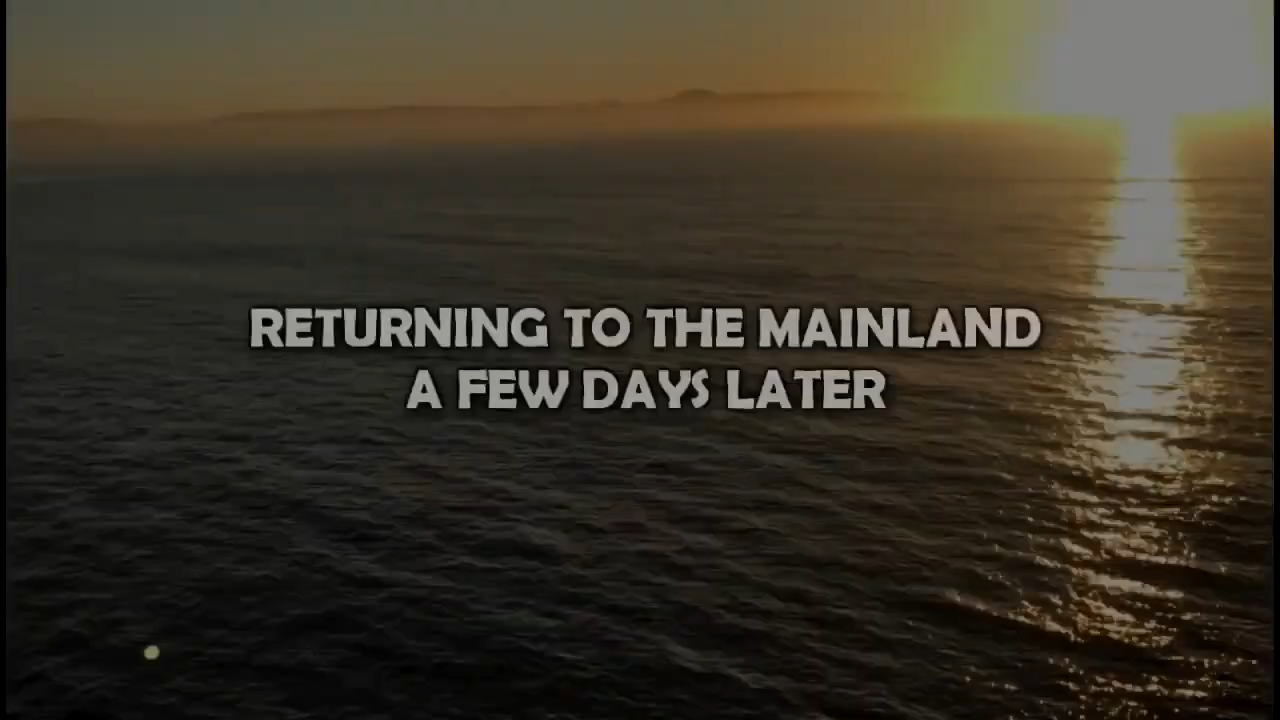 RETURNING TO THE MAINLAND
A FEW DAYS LATER